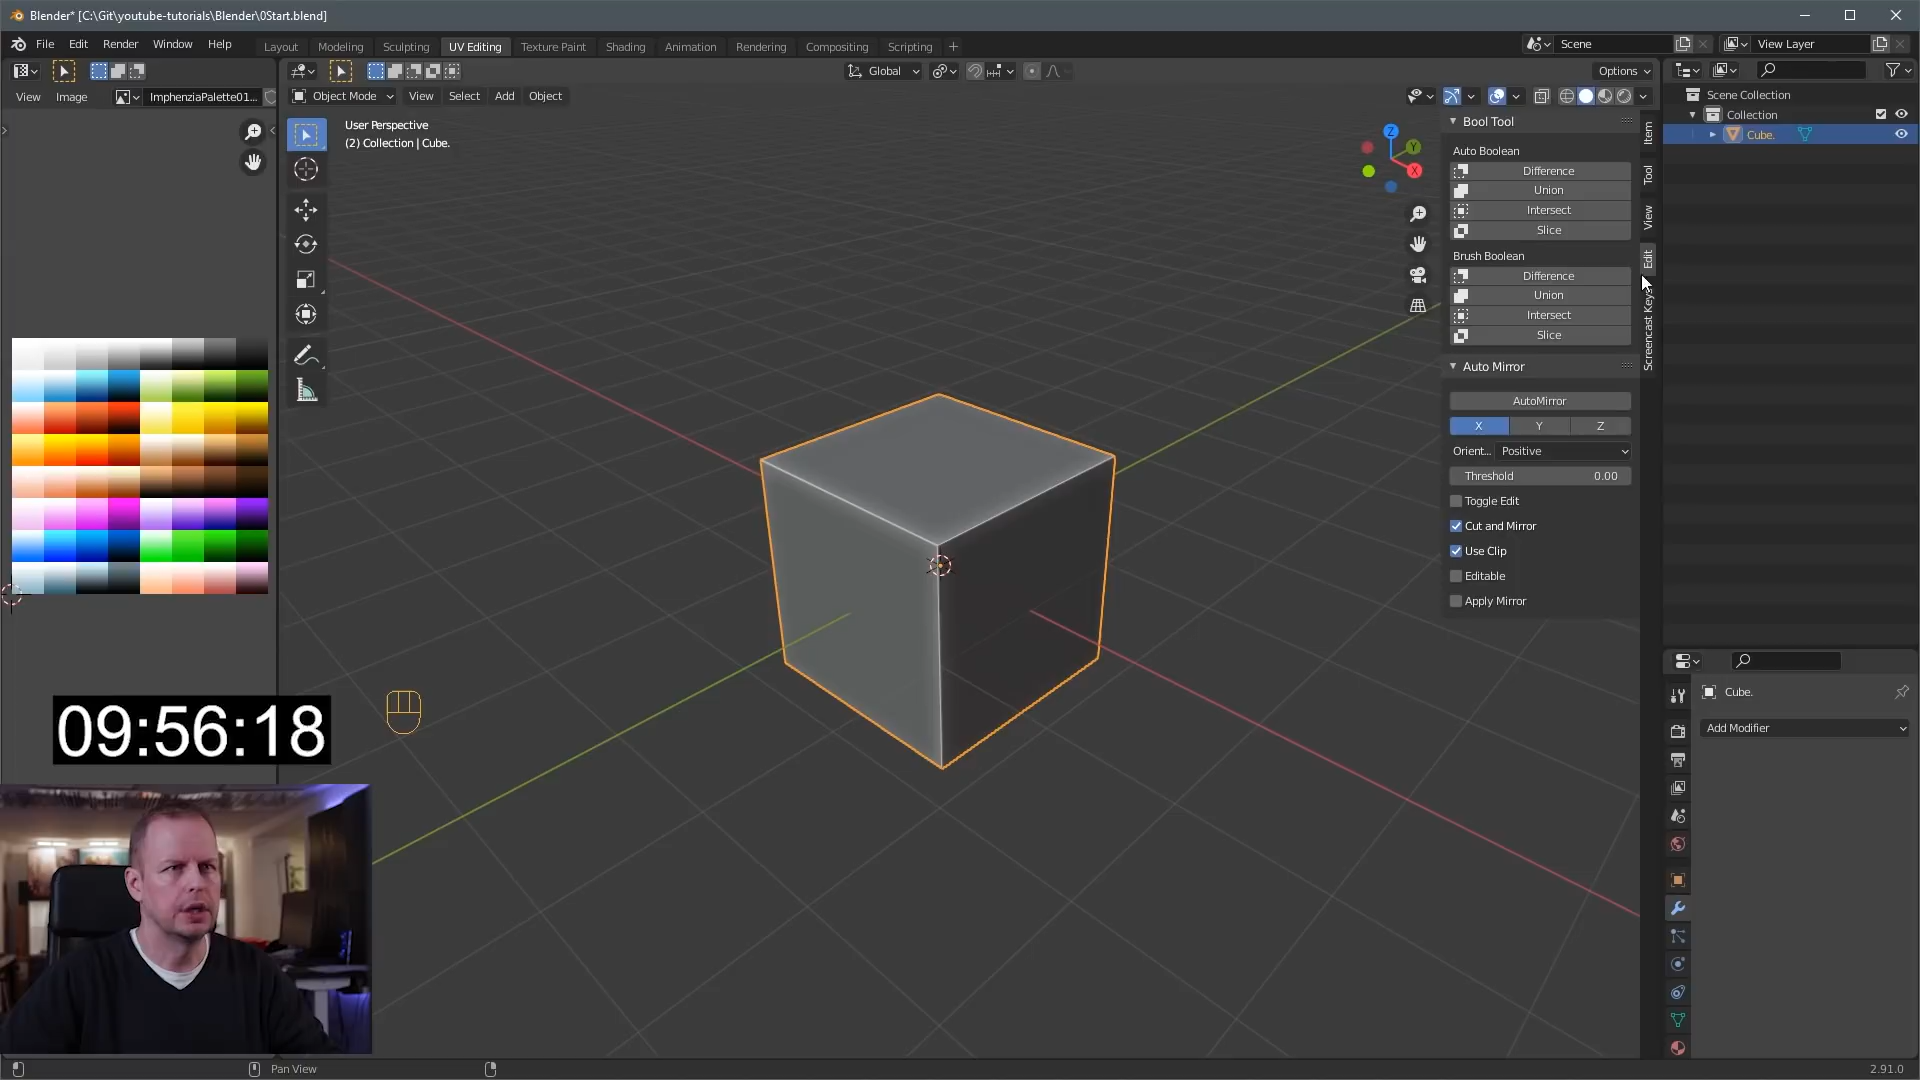 Blender* [C:\Git\youtube-tutorials\Blender\0Start.blend]
File Edit Render Window Help
Layout Modeling Sculpting UV Editing Texture Paint Shading Animation Rendering Compositing Scripting +
Scene
View Layer
Global
Options
View Image
ImphenziaPalette01...
Object Mode View Select Add Object
User Perspective
(2) Collection | Cube.
Z
Y
X
Bool Tool
Auto Boolean
Difference
Union
Intersect
Slice
Brush Boolean
Difference
Union
Intersect
Slice
Auto Mirror
AutoMirror
X Y Z
Orient... Positive
Threshold 0.00
Toggle Edit
Cut and Mirror
Use Clip
Editable
Apply Mirror
Item
Tool
View
Edit
Screencast Keys
Scene Collection
Collection
Cube.
Cube.
Add Modifier
09:56:18
Pan View
2.91.0